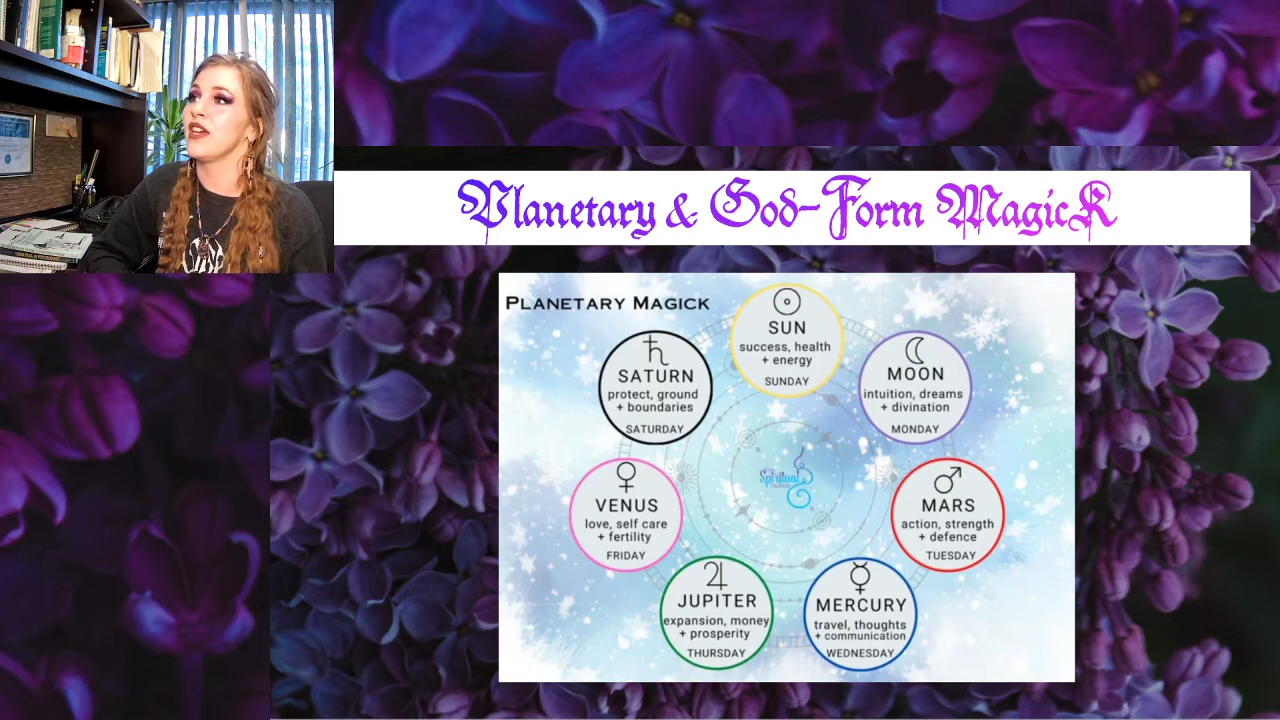 Planetary & God-Form MagicK
PLANETARY MAGICK
SUN
success, health
+ energy
SUNDAY
MOON
intuition, dreams
+ divination
MONDAY
MARS
action, strength
+ defence
TUESDAY
MERCURY
travel, thoughts
+ communication
WEDNESDAY
JUPITER
expansion, money
+ prosperity
THURSDAY
VENUS
love, self care
+ fertility
FRIDAY
SATURN
protect, ground
+ boundaries
SATURDAY
Spiritual